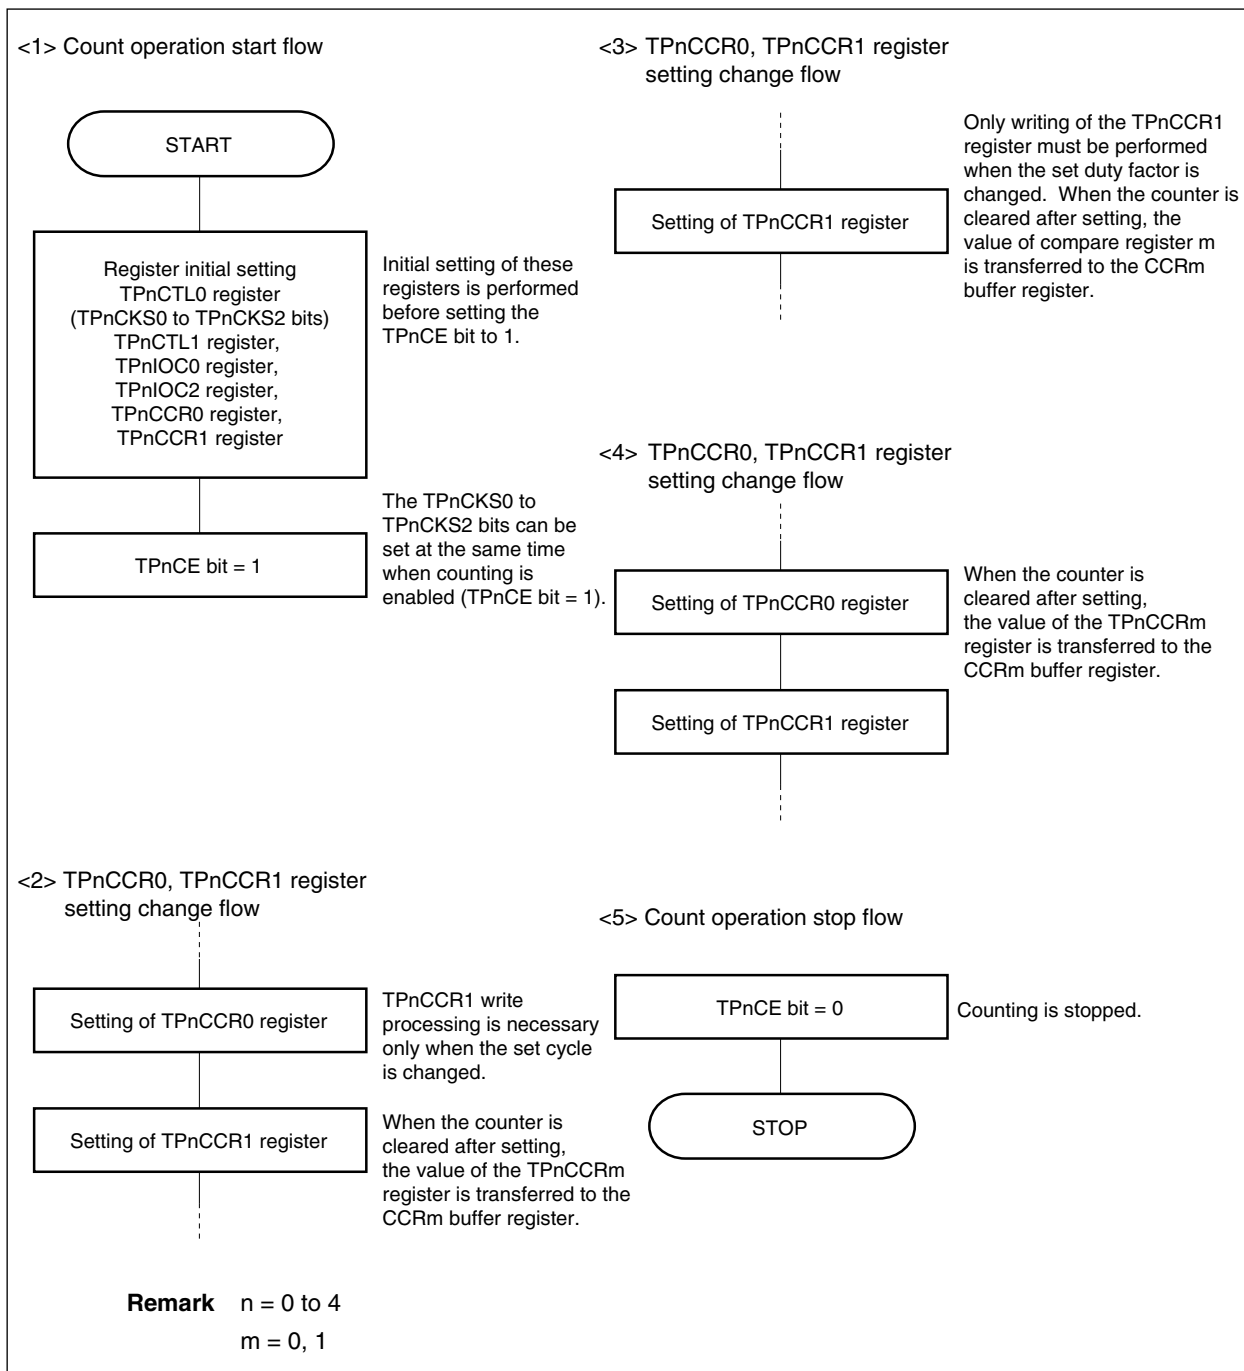 <1> Count operation start flow
START
Register initial setting
TPnCTL0 register
(TPnCKS0 to TPnCKS2 bits)
TPnCTL1 register,
TPnIOC0 register,
TPnIOC2 register,
TPnCCR0 register,
TPnCCR1 register
Initial setting of these
registers is performed
before setting the
TPnCE bit to 1.
TPnCE bit = 1
The TPnCKS0 to
TPnCKS2 bits can be
set at the same time
when counting is
enabled (TPnCE bit = 1).
<2> TPnCCR0, TPnCCR1 register
setting change flow
Setting of TPnCCR0 register
TPnCCR1 write
processing is necessary
only when the set cycle
is changed.
Setting of TPnCCR1 register
When the counter is
cleared after setting,
the value of the TPnCCRm
register is transferred to the
CCRm buffer register.
<3> TPnCCR0, TPnCCR1 register
setting change flow
Setting of TPnCCR1 register
Only writing of the TPnCCR1
register must be performed
when the set duty factor is
changed. When the counter is
cleared after setting, the
value of compare register m
is transferred to the CCRm
buffer register.
<4> TPnCCR0, TPnCCR1 register
setting change flow
Setting of TPnCCR0 register
When the counter is
cleared after setting,
the value of the TPnCCRm
register is transferred to the
CCRm buffer register.
Setting of TPnCCR1 register
<5> Count operation stop flow
TPnCE bit = 0
Counting is stopped.
STOP
Remark n = 0 to 4
m = 0, 1